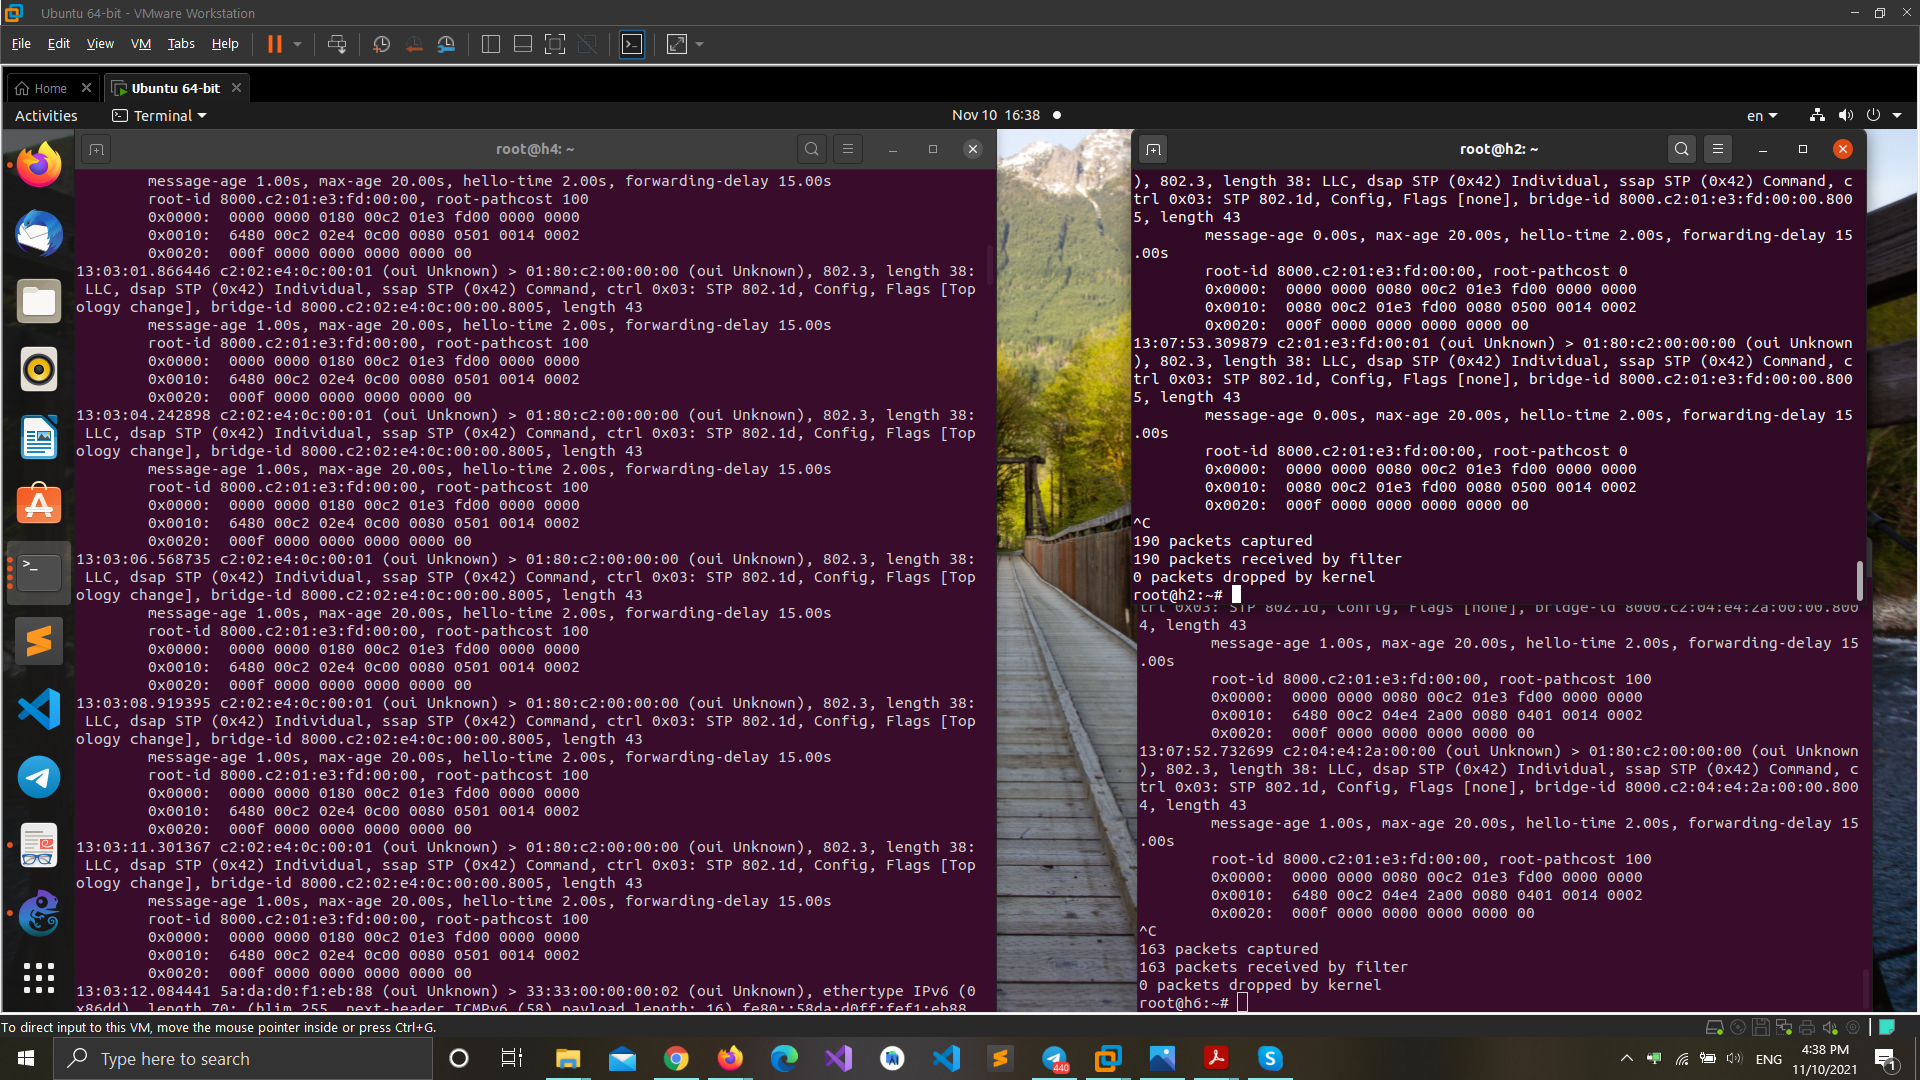 Ubuntu 64-bit - VMware Workstation
File Edit View VM Tabs Help
Home
Ubuntu 64-bit
Activities
Terminal
Nov 10 16:38
en
root@h4: ~
message-age 1.00s, max-age 20.00s, hello-time 2.00s, forwarding-delay 15.00s
root-id 8000.c2:01:e3:fd:00:00, root-pathcost 100
0x0000: 0000 0000 0180 00c2 01e3 fd00 0000 0000
0x0010: 6480 00c2 02e4 0c00 0080 0501 0014 0002
0x0020: 000f 0000 0000 0000 0000 00
13:03:01.866446 c2:02:e4:0c:00:01 (oui Unknown) > 01:80:c2:00:00:00 (oui Unknown), 802.3, length 38:
LLC, dsap STP (0x42) Individual, ssap STP (0x42) Command, ctrl 0x03: STP 802.1d, Config, Flags [Top
ology change], bridge-id 8000.c2:02:e4:0c:00:00.8005, length 43
message-age 1.00s, max-age 20.00s, hello-time 2.00s, forwarding-delay 15.00s
root-id 8000.c2:01:e3:fd:00:00, root-pathcost 100
0x0000: 0000 0000 0180 00c2 01e3 fd00 0000 0000
0x0010: 6480 00c2 02e4 0c00 0080 0501 0014 0002
0x0020: 000f 0000 0000 0000 0000 00
13:03:04.242898 c2:02:e4:0c:00:01 (oui Unknown) > 01:80:c2:00:00:00 (oui Unknown), 802.3, length 38:
LLC, dsap STP (0x42) Individual, ssap STP (0x42) Command, ctrl 0x03: STP 802.1d, Config, Flags [Top
ology change], bridge-id 8000.c2:02:e4:0c:00:00.8005, length 43
message-age 1.00s, max-age 20.00s, hello-time 2.00s, forwarding-delay 15.00s
root-id 8000.c2:01:e3:fd:00:00, root-pathcost 100
0x0000: 0000 0000 0180 00c2 01e3 fd00 0000 0000
0x0010: 6480 00c2 02e4 0c00 0080 0501 0014 0002
0x0020: 000f 0000 0000 0000 0000 00
13:03:06.568735 c2:02:e4:0c:00:01 (oui Unknown) > 01:80:c2:00:00:00 (oui Unknown), 802.3, length 38:
LLC, dsap STP (0x42) Individual, ssap STP (0x42) Command, ctrl 0x03: STP 802.1d, Config, Flags [Top
ology change], bridge-id 8000.c2:02:e4:0c:00:00.8005, length 43
message-age 1.00s, max-age 20.00s, hello-time 2.00s, forwarding-delay 15.00s
root-id 8000.c2:01:e3:fd:00:00, root-pathcost 100
0x0000: 0000 0000 0180 00c2 01e3 fd00 0000 0000
0x0010: 6480 00c2 02e4 0c00 0080 0501 0014 0002
0x0020: 000f 0000 0000 0000 0000 00
13:03:08.919395 c2:02:e4:0c:00:01 (oui Unknown) > 01:80:c2:00:00:00 (oui Unknown), 802.3, length 38:
LLC, dsap STP (0x42) Individual, ssap STP (0x42) Command, ctrl 0x03: STP 802.1d, Config, Flags [Top
ology change], bridge-id 8000.c2:02:e4:0c:00:00.8005, length 43
message-age 1.00s, max-age 20.00s, hello-time 2.00s, forwarding-delay 15.00s
root-id 8000.c2:01:e3:fd:00:00, root-pathcost 100
0x0000: 0000 0000 0180 00c2 01e3 fd00 0000 0000
0x0010: 6480 00c2 02e4 0c00 0080 0501 0014 0002
0x0020: 000f 0000 0000 0000 0000 00
13:03:11.301367 c2:02:e4:0c:00:01 (oui Unknown) > 01:80:c2:00:00:00 (oui Unknown), 802.3, length 38:
LLC, dsap STP (0x42) Individual, ssap STP (0x42) Command, ctrl 0x03: STP 802.1d, Config, Flags [Top
ology change], bridge-id 8000.c2:02:e4:0c:00:00.8005, length 43
message-age 1.00s, max-age 20.00s, hello-time 2.00s, forwarding-delay 15.00s
root-id 8000.c2:01:e3:fd:00:00, root-pathcost 100
0x0000: 0000 0000 0180 00c2 01e3 fd00 0000 0000
0x0010: 6480 00c2 02e4 0c00 0080 0501 0014 0002
0x0020: 000f 0000 0000 0000 0000 00
13:03:12.084441 5a:da:d0:f1:eb:88 (oui Unknown) > 33:33:00:00:00:02 (oui Unknown), ethertype IPv6 (0
x86dd), length 70: (hlim 255, next-header ICMPv6 (58) payload length: 16) fe80::58da:d0ff:fef1:eb88
root@h2: ~
), 802.3, length 38: LLC, dsap STP (0x42) Individual, ssap STP (0x42) Command, c
trl 0x03: STP 802.1d, Config, Flags [none], bridge-id 8000.c2:01:e3:fd:00:00.800
5, length 43
message-age 0.00s, max-age 20.00s, hello-time 2.00s, forwarding-delay 15
.00s
root-id 8000.c2:01:e3:fd:00:00, root-pathcost 0
0x0000: 0000 0000 0080 00c2 01e3 fd00 0000 0000
0x0010: 0080 00c2 01e3 fd00 0080 0500 0014 0002
0x0020: 000f 0000 0000 0000 0000 00
13:07:53.309879 c2:01:e3:fd:00:01 (oui Unknown) > 01:80:c2:00:00:00 (oui Unknown
), 802.3, length 38: LLC, dsap STP (0x42) Individual, ssap STP (0x42) Command, c
trl 0x03: STP 802.1d, Config, Flags [none], bridge-id 8000.c2:01:e3:fd:00:00.800
5, length 43
message-age 0.00s, max-age 20.00s, hello-time 2.00s, forwarding-delay 15
.00s
root-id 8000.c2:01:e3:fd:00:00, root-pathcost 0
0x0000: 0000 0000 0080 00c2 01e3 fd00 0000 0000
0x0010: 0080 00c2 01e3 fd00 0080 0500 0014 0002
0x0020: 000f 0000 0000 0000 0000 00
^C
190 packets captured
190 packets received by filter
0 packets dropped by kernel
root@h2:~#
trl 0x03: STP 802.1d, Config, Flags [none], bridge-id 8000.c2:04:e4:2a:00:00.800
4, length 43
message-age 1.00s, max-age 20.00s, hello-time 2.00s, forwarding-delay 15
.00s
root-id 8000.c2:01:e3:fd:00:00, root-pathcost 100
0x0000: 0000 0000 0080 00c2 01e3 fd00 0000 0000
0x0010: 6480 00c2 04e4 2a00 0080 0401 0014 0002
0x0020: 000f 0000 0000 0000 0000 00
13:07:52.732699 c2:04:e4:2a:00:00 (oui Unknown) > 01:80:c2:00:00:00 (oui Unknown
), 802.3, length 38: LLC, dsap STP (0x42) Individual, ssap STP (0x42) Command, c
trl 0x03: STP 802.1d, Config, Flags [none], bridge-id 8000.c2:04:e4:2a:00:00.800
4, length 43
message-age 1.00s, max-age 20.00s, hello-time 2.00s, forwarding-delay 15
.00s
root-id 8000.c2:01:e3:fd:00:00, root-pathcost 100
0x0000: 0000 0000 0080 00c2 01e3 fd00 0000 0000
0x0010: 6480 00c2 04e4 2a00 0080 0401 0014 0002
0x0020: 000f 0000 0000 0000 0000 00
^C
163 packets captured
163 packets received by filter
0 packets dropped by kernel
root@h6:~#
To direct input to this VM, move the mouse pointer inside or press Ctrl+G.
Type here to search
440
ENG
4:38 PM
11/10/2021
1